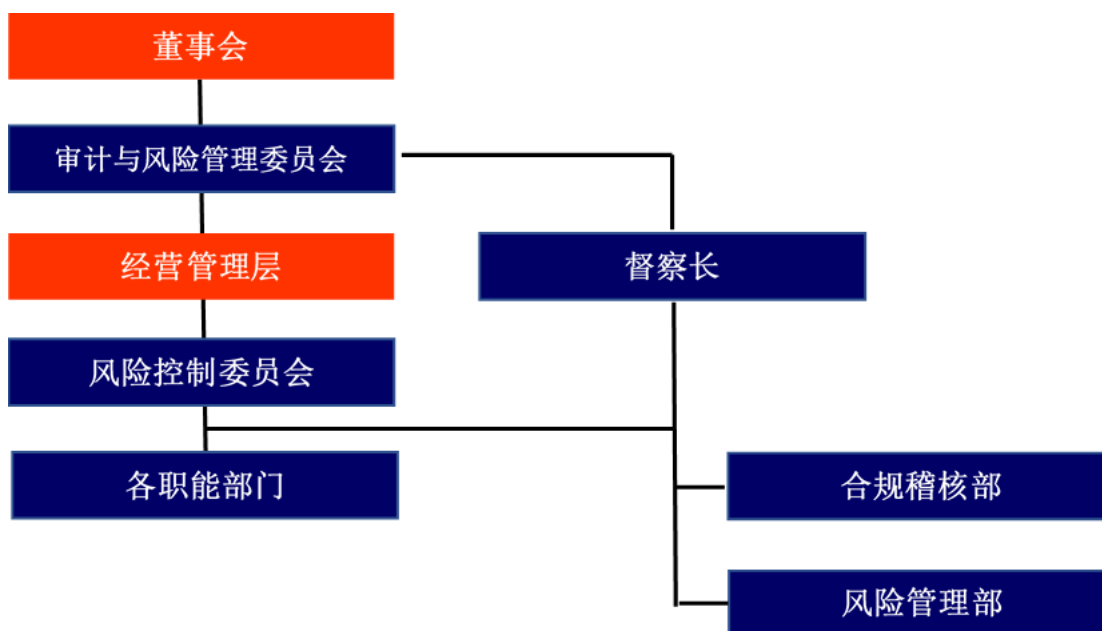 董事会
审计与风险管理委员会
经营管理层
督察长
风险控制委员会
各职能部门
合规稽核部
风险管理部